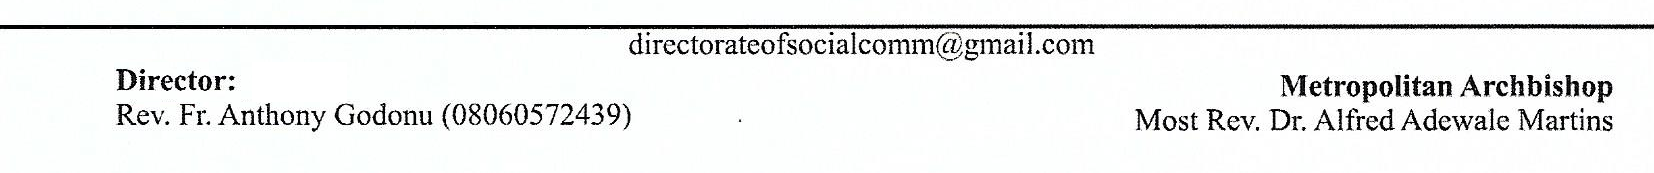 directorateofsocialcomm@gmail.com
Director:
Rev. Fr. Anthony Godonu (08060572439)
Metropolitan Archbishop
Most Rev. Dr. Alfred Adewale Martins